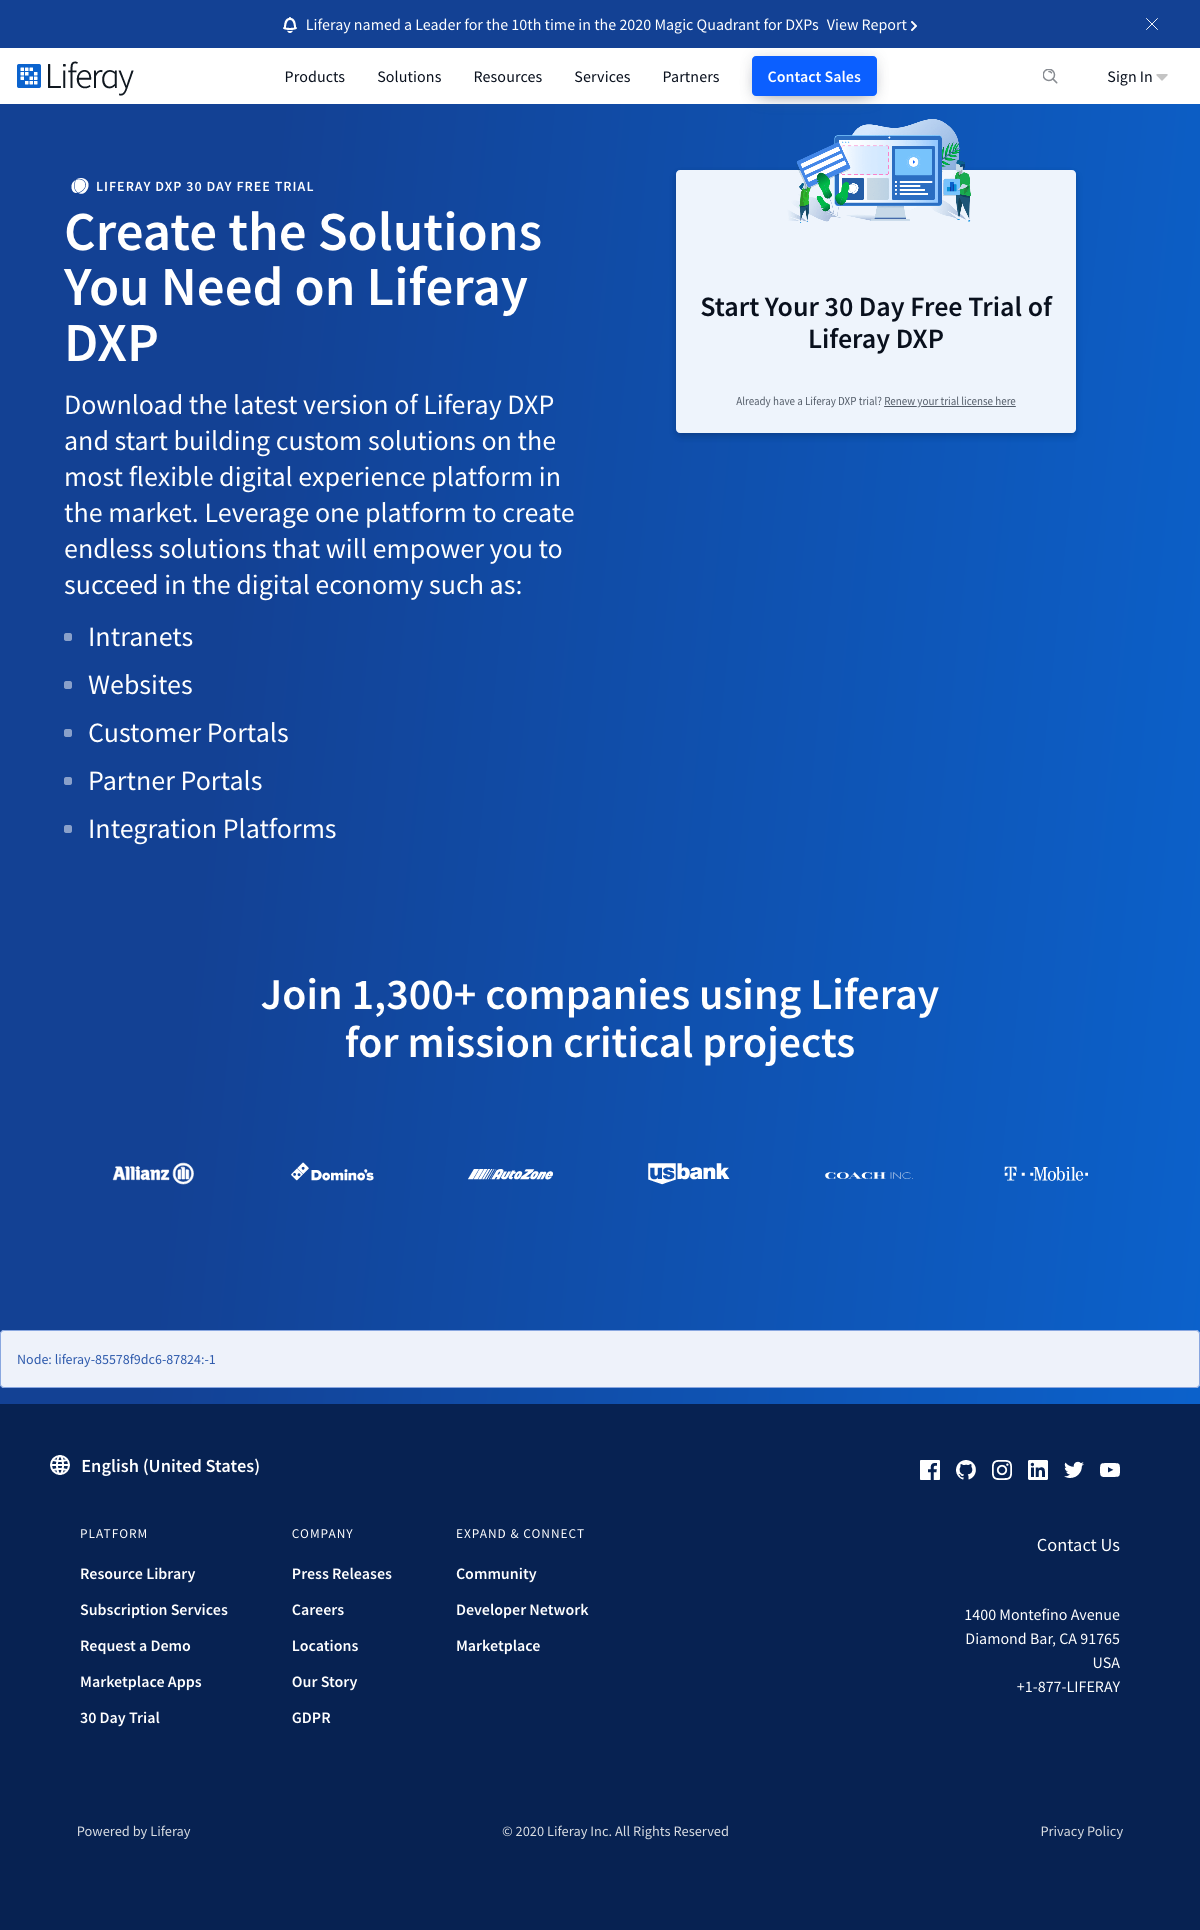 Liferay named a Leader for the 10th time in the 2020 Magic Quadrant for DXPs View Report
Liferay
Products Solutions Resources Services Partners Contact Sales Sign In
LIFERAY DXP 30 DAY FREE TRIAL
Create the Solutions
You Need on Liferay
DXP
Download the latest version of Liferay DXP
and start building custom solutions on the
most flexible digital experience platform in
the market. Leverage one platform to create
endless solutions that will empower you to
succeed in the digital economy such as:
Intranets
Websites
Customer Portals
Partner Portals
Integration Platforms
Start Your 30 Day Free Trial of
Liferay DXP
Already have a Liferay DXP trial? Renew your trial license here
Join 1,300+ companies using Liferay
for mission critical projects
Allianz Domino's AutoZone usbank COACH INC. T··Mobile·
Node: liferay-85578f9dc6-87824:-1
English (United States)
PLATFORM
Resource Library
Subscription Services
Request a Demo
Marketplace Apps
30 Day Trial
COMPANY
Press Releases
Careers
Locations
Our Story
GDPR
EXPAND & CONNECT
Community
Developer Network
Marketplace
Contact Us
1400 Montefino Avenue
Diamond Bar, CA 91765
USA
+1-877-LIFERAY
Powered by Liferay
© 2020 Liferay Inc. All Rights Reserved
Privacy Policy